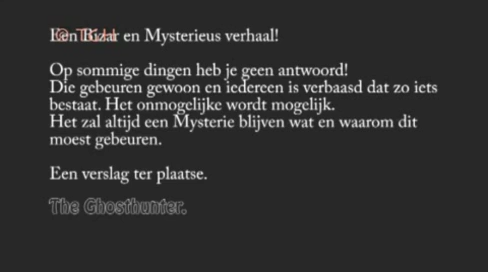 Een Bizar en Mysterieus verhaal!
Op sommige dingen heb je geen antwoord!
Die gebeuren gewoon en iedereen is verbaasd dat zo iets
bestaat. Het onmogelijke wordt mogelijk.
Het zal altijd een Mysterie blijven wat en waarom dit
moest gebeuren.
Een verslag ter plaatse.
The Ghosthunter.